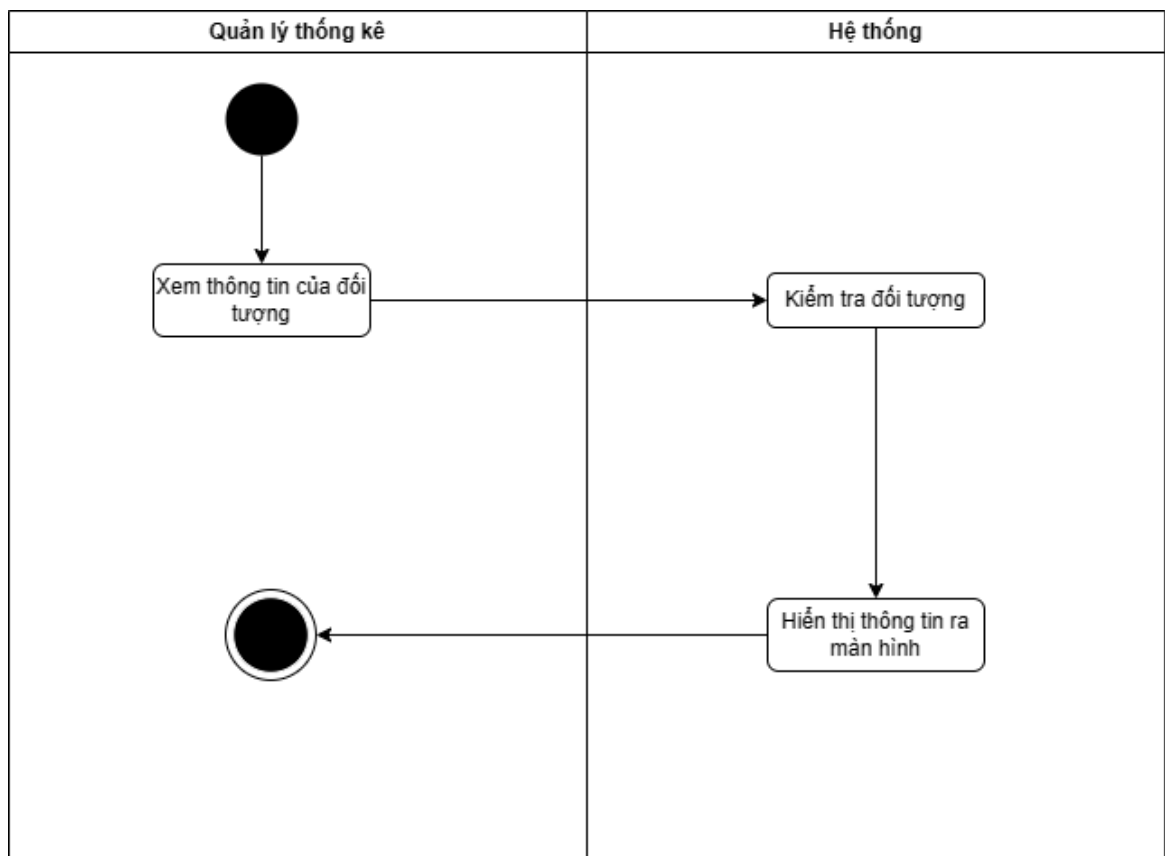 Quản lý thống kê
Hệ thống
Xem thông tin của đối
tượng
Kiểm tra đối tượng
Hiển thị thông tin ra
màn hình